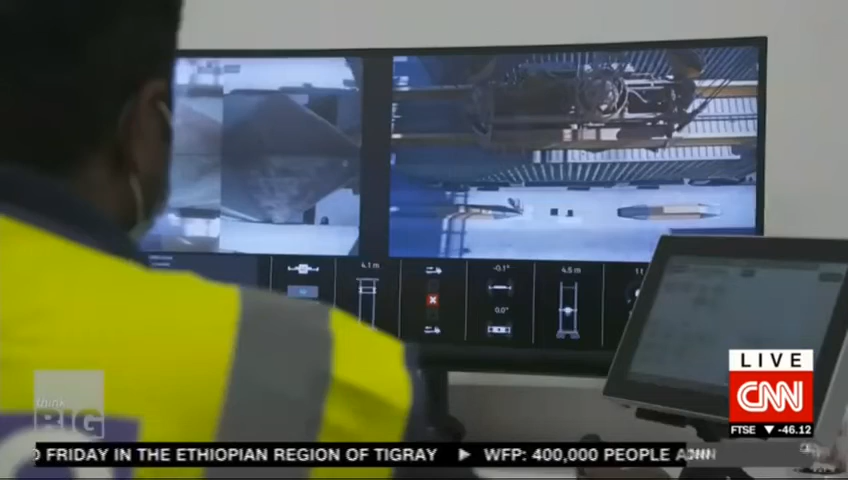 4.1 m
-0.1°
4.5 m
0.0°
LIVE
CNN
FTSE ▼ -46.12
think
BIG
FRIDAY IN THE ETHIOPIAN REGION OF TIGRAY ▶ WFP: 400,000 PEOPLE